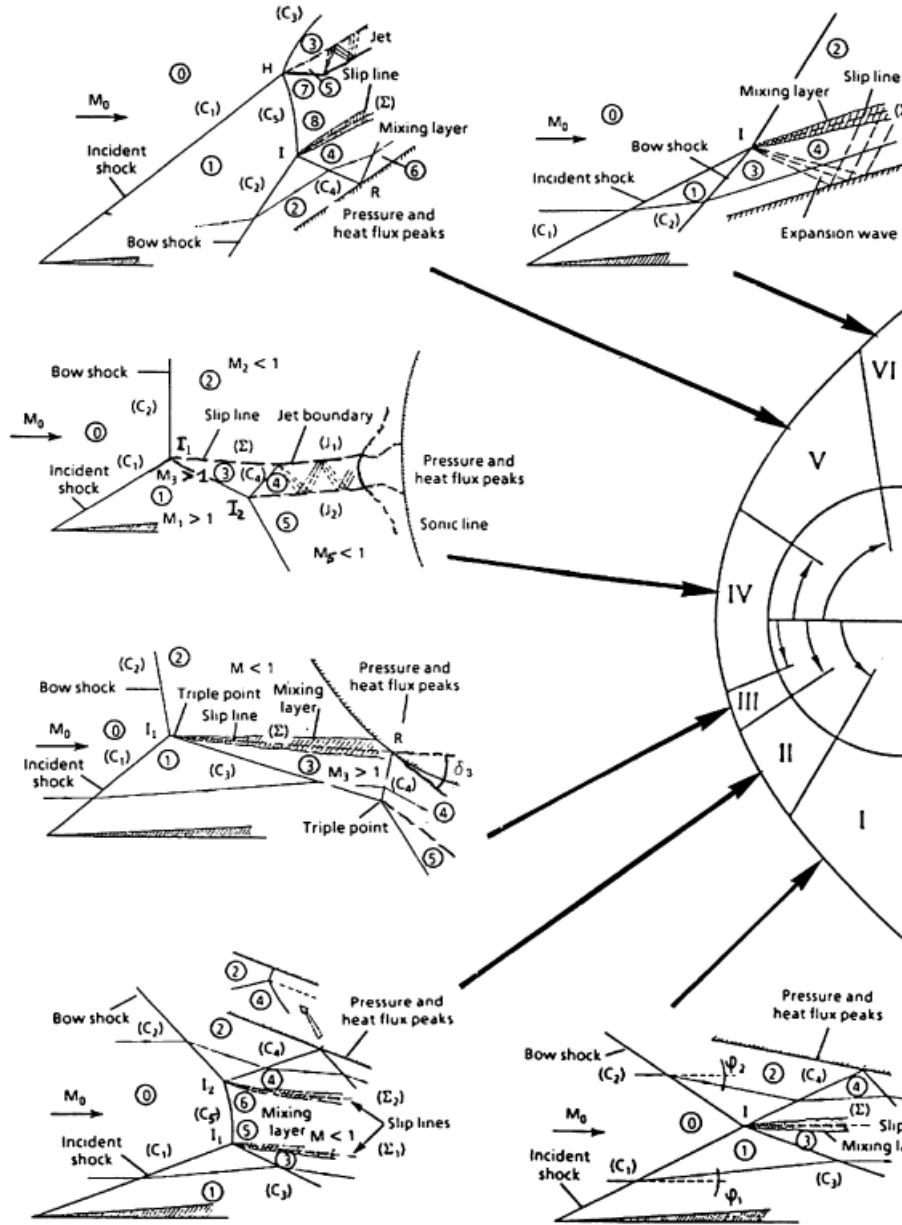 (C₃)
③
Jet
H
⑦
⑤
Slip line
⓪
M₀
(C₁)
(C₅)
⑧
(Σ)
Mixing layer
Incident
shock
①
I
④
(C₂)
(C₄)
⑥
②
R
Bow shock
Pressure and
heat flux peaks
②
Slip line
Mixing layer
⓪
M₀
I
Bow shock
④
③
Incident shock
①
(C₁)
(C₂)
Expansion wave
M₂ < 1
Bow shock
②
(C₂)
M₀
⓪
Slip line
Jet boundary
I₁
(Σ)
(J₁)
(C₁)
③
(C₄)
④
Incident
shock
M₃ > 1
①
I₂
(J₂)
M₁ > 1
⑤
M₅ < 1
Pressure and
heat flux peaks
Sonic line
(C₂)
②
M < 1
Bow shock
Triple point
Slip line
Mixing
layer
Pressure and
heat flux peaks
M₀
⓪
I₁
(Σ)
R
(C₁)
①
Incident
shock
(C₃)
③
M₃ > 1
(C₄)
δ₃
④
Triple point
⑤
②
④
Bow shock
(C₂)
②
Pressure and
heat flux peaks
(C₄)
I₂
④
M₀
⓪
⑥
(Σ₂)
(C₅)
Mixing
layer
M < 1
Slip lines
I₁
⑤
(Σ₁)
Incident
shock
(C₁)
③
①
(C₃)
Pressure and
heat flux peaks
Bow shock
(C₂)
φ₂
②
(C₄)
④
M₀
I
(Σ)
⓪
①
③
Incident
shock
(C₁)
(C₃)
φ₁
VI
V
IV
III
II
I